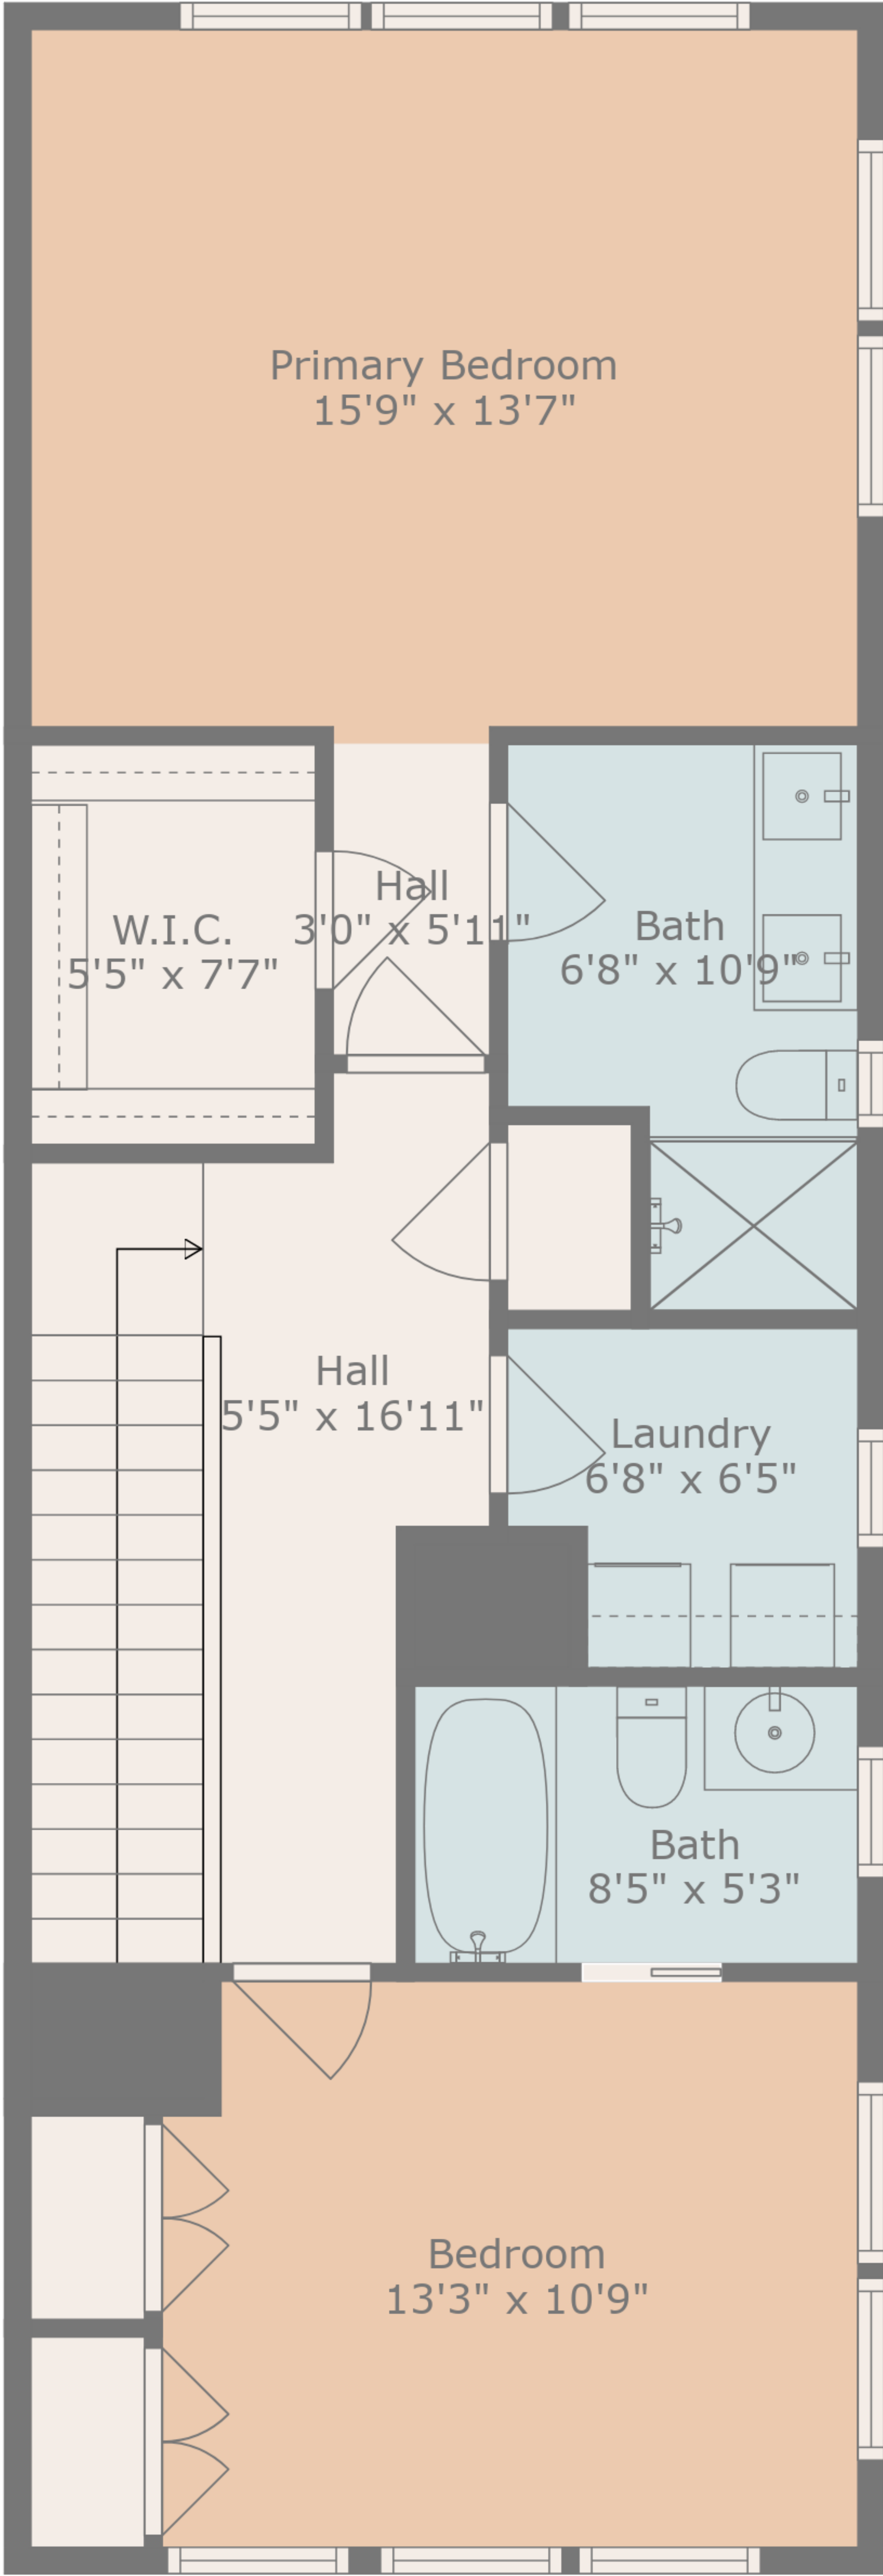 Primary Bedroom
15'9" x 13'7"
Hall
3'0" x 5'11"
W.I.C.
5'5" x 7'7"
Bath
6'8" x 10'9"
Hall
5'5" x 16'11"
Laundry
6'8" x 6'5"
Bath
8'5" x 5'3"
Bedroom
13'3" x 10'9"